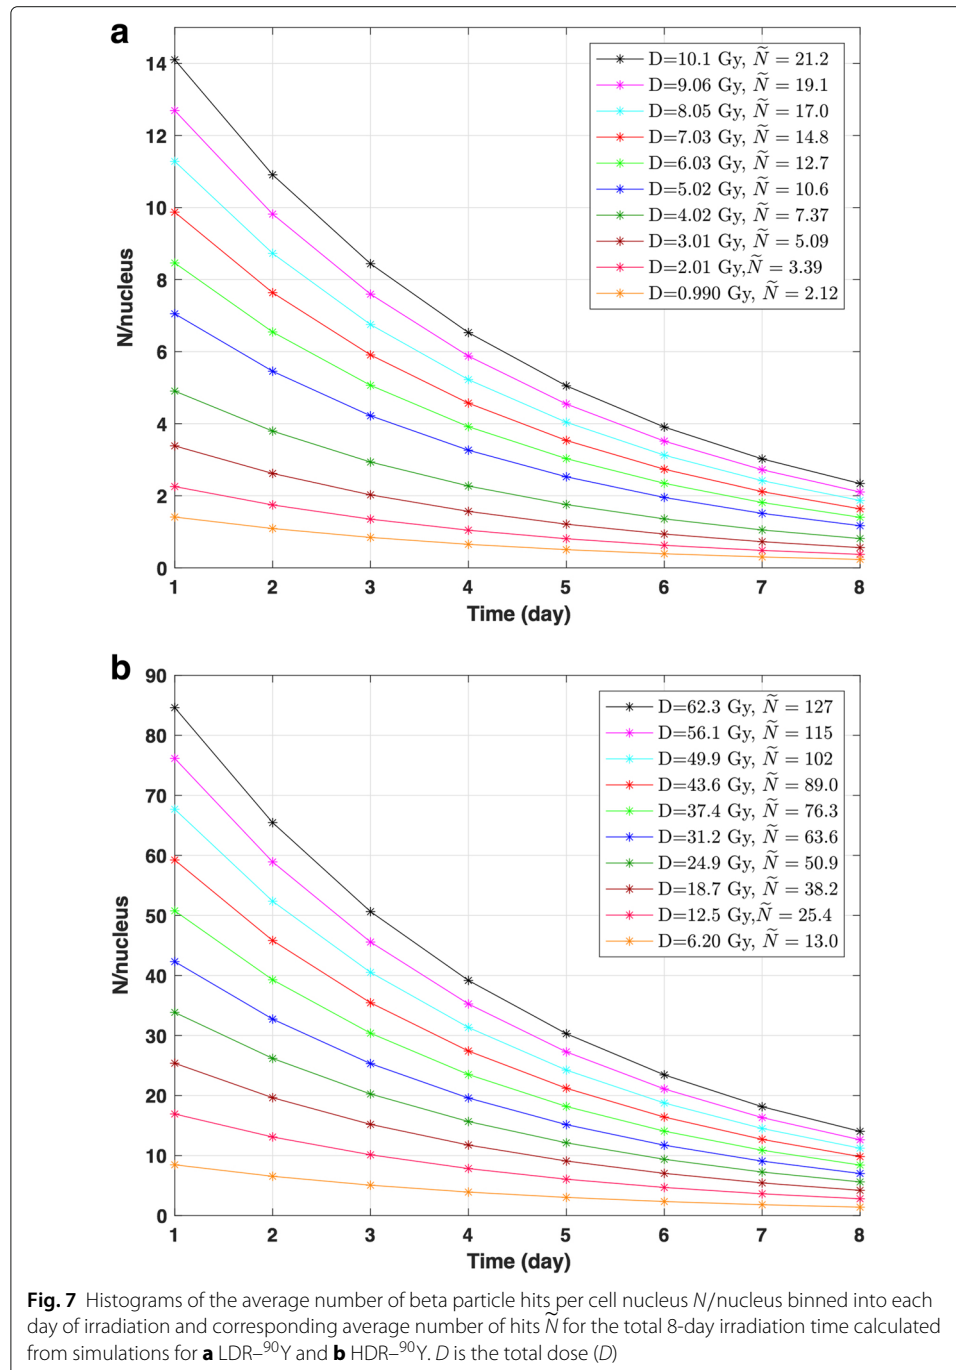 a
14
12
10
8
6
4
2
0
N/nucleus
D=10.1 Gy, Ñ = 21.2
D=9.06 Gy, Ñ = 19.1
D=8.05 Gy, Ñ = 17.0
D=7.03 Gy, Ñ = 14.8
D=6.03 Gy, Ñ = 12.7
D=5.02 Gy, Ñ = 10.6
D=4.02 Gy, Ñ = 7.37
D=3.01 Gy, Ñ = 5.09
D=2.01 Gy,Ñ = 3.39
D=0.990 Gy, Ñ = 2.12
1 2 3 4 5 6 7 8
Time (day)
b
90
80
70
60
50
40
30
20
10
0
N/nucleus
D=62.3 Gy, Ñ = 127
D=56.1 Gy, Ñ = 115
D=49.9 Gy, Ñ = 102
D=43.6 Gy, Ñ = 89.0
D=37.4 Gy, Ñ = 76.3
D=31.2 Gy, Ñ = 63.6
D=24.9 Gy, Ñ = 50.9
D=18.7 Gy, Ñ = 38.2
D=12.5 Gy,Ñ = 25.4
D=6.20 Gy, Ñ = 13.0
1 2 3 4 5 6 7 8
Time (day)
Fig. 7 Histograms of the average number of beta particle hits per cell nucleus N/nucleus binned into each
day of irradiation and corresponding average number of hits Ñ for the total 8-day irradiation time calculated
from simulations for a LDR–⁹⁰Y and b HDR–⁹⁰Y. D is the total dose (D)